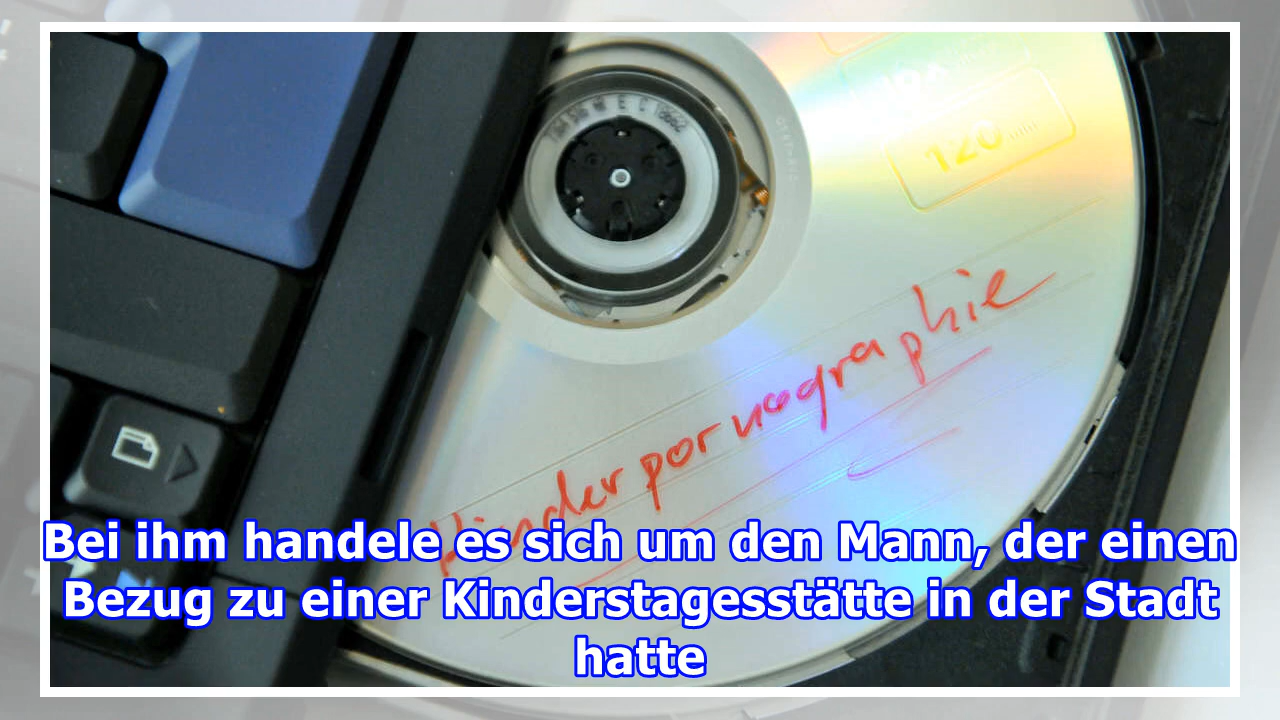 120 min
Kinderpornographie
Bei ihm handele es sich um den Mann, der einen
Bezug zu einer Kinderstagesstätte in der Stadt
hatte